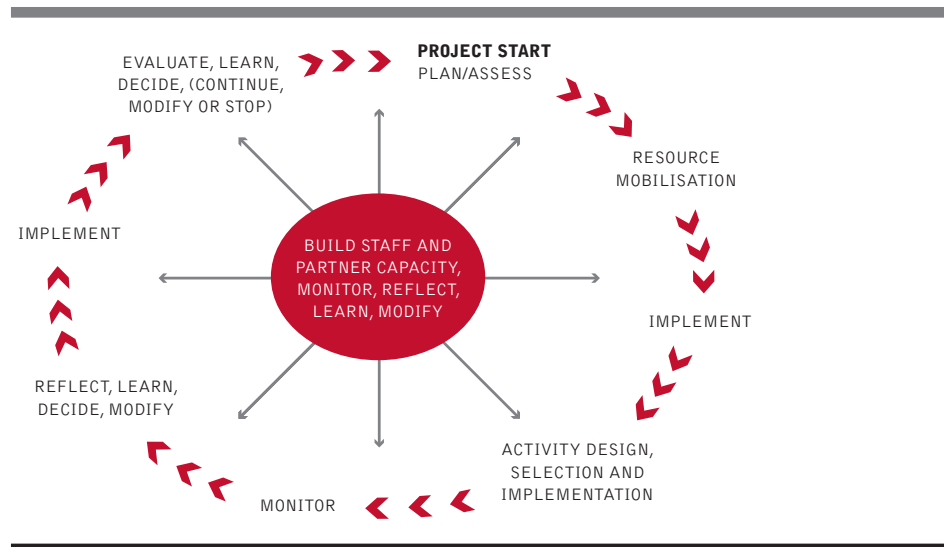 PROJECT START
PLAN/ASSESS
RESOURCE
MOBILISATION
IMPLEMENT
ACTIVITY DESIGN,
SELECTION AND
IMPLEMENTATION
MONITOR
REFLECT, LEARN,
DECIDE, MODIFY
IMPLEMENT
EVALUATE, LEARN,
DECIDE, (CONTINUE,
MODIFY OR STOP)
BUILD STAFF AND
PARTNER CAPACITY,
MONITOR, REFLECT,
LEARN, MODIFY